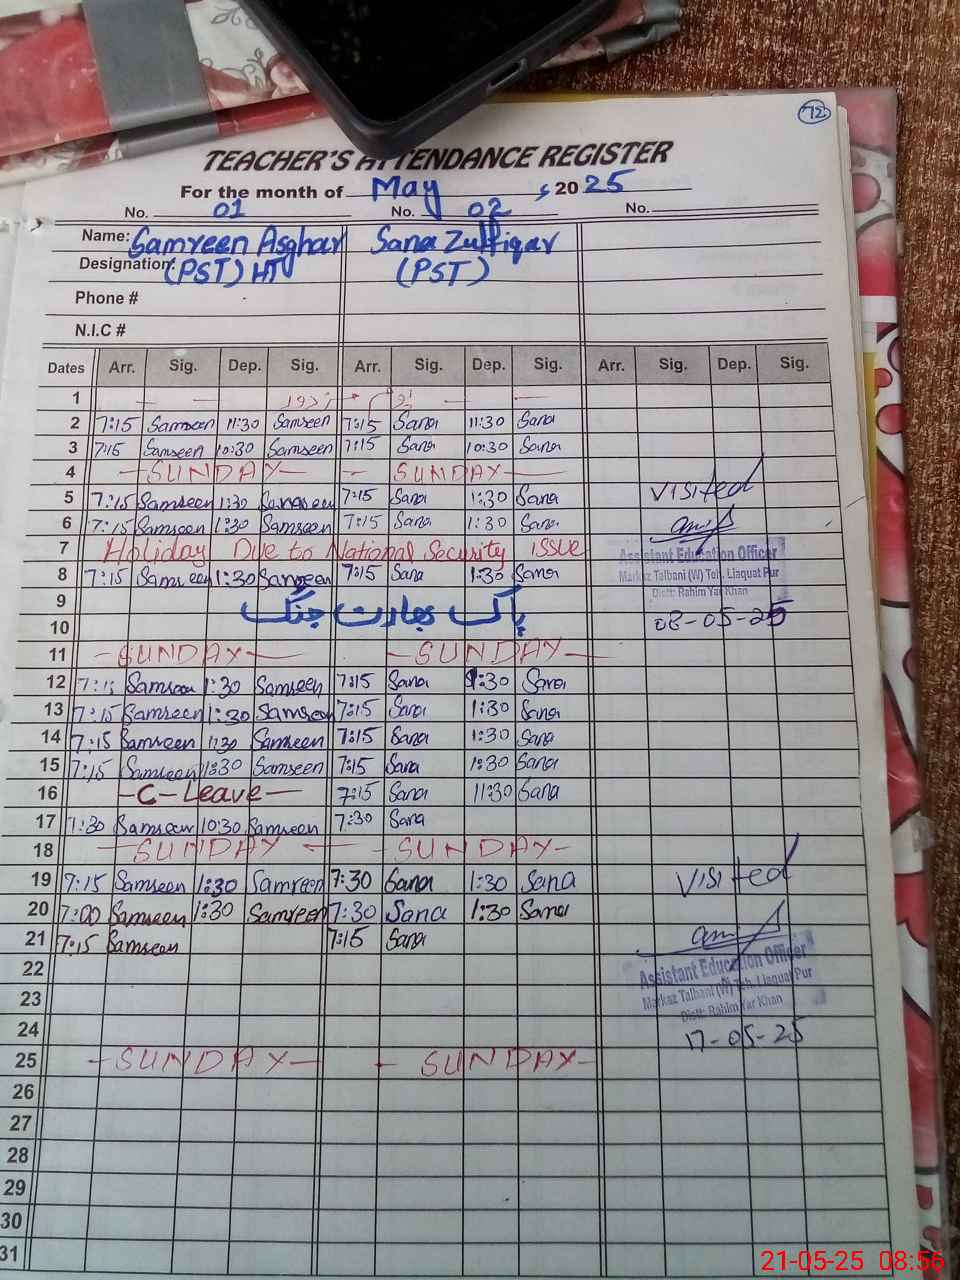 72
TEACHER'S ATTENDANCE REGISTER
For the month of May , 20 25
No. 01 No. 02 No.
Name: Samreen Asghar Sana Zulfiqar
Designation: (PST) HT (PST)
Phone #
N.I.C #
Dates Arr. Sig. Dep. Sig. Arr. Sig. Dep. Sig. Arr. Sig. Dep. Sig.
1
2 7:15 Samreen 11:30 Samreen 7:15 Sana 11:30 Sana
3 7:15 Samreen 10:30 Samreen 7:15 Sana 10:30 Sana
4 - SUNDAY - - SUNDAY -
5 7:15 Samreen 1:30 Samreen 7:15 Sana 1:30 Sana Visited
6 7:15 Samreen 1:30 Samreen 7:15 Sana 1:30 Sana
7 Holiday Due to National Security ISSUE
Assistant Education Officer
8 7:15 Samreen 1:30 Samreen 7:15 Sana 1:30 Sana Markaz Talbani (W) Teh. Liaquat Pur
Distt: Rahim Yar Khan
9 پاک بھارت جنگ
10 08-05-25
11 - SUNDAY - - SUNDAY -
12 7:15 Samreen 1:30 Samreen 7:15 Sana 1:30 Sana
13 7:15 Samreen 1:30 Samreen 7:15 Sana 1:30 Sana
14 7:15 Samreen 1:30 Samreen 7:15 Sana 1:30 Sana
15 7:15 Samreen 1:30 Samreen 7:15 Sana 1:30 Sana
16 - C - Leave - 7:15 Sana 11:30 Sana
17 7:30 Samreen 10:30 Samreen 7:30 Sana
18 - SUNDAY - - SUNDAY -
19 7:15 Samreen 1:30 Samreen 7:30 Sana 1:30 Sana Visited
20 7:00 Samreen 1:30 Samreen 7:30 Sana 1:30 Sana
21 7:15 Samreen 7:15 Sana
22 Assistant Education Officer
Markaz Talbani (W) Teh. Liaquat Pur
23 Distt: Rahim Yar Khan
24 17-05-25
25 - SUNDAY - - SUNDAY -
26
27
28
29
30
31
21-05-25 08:56